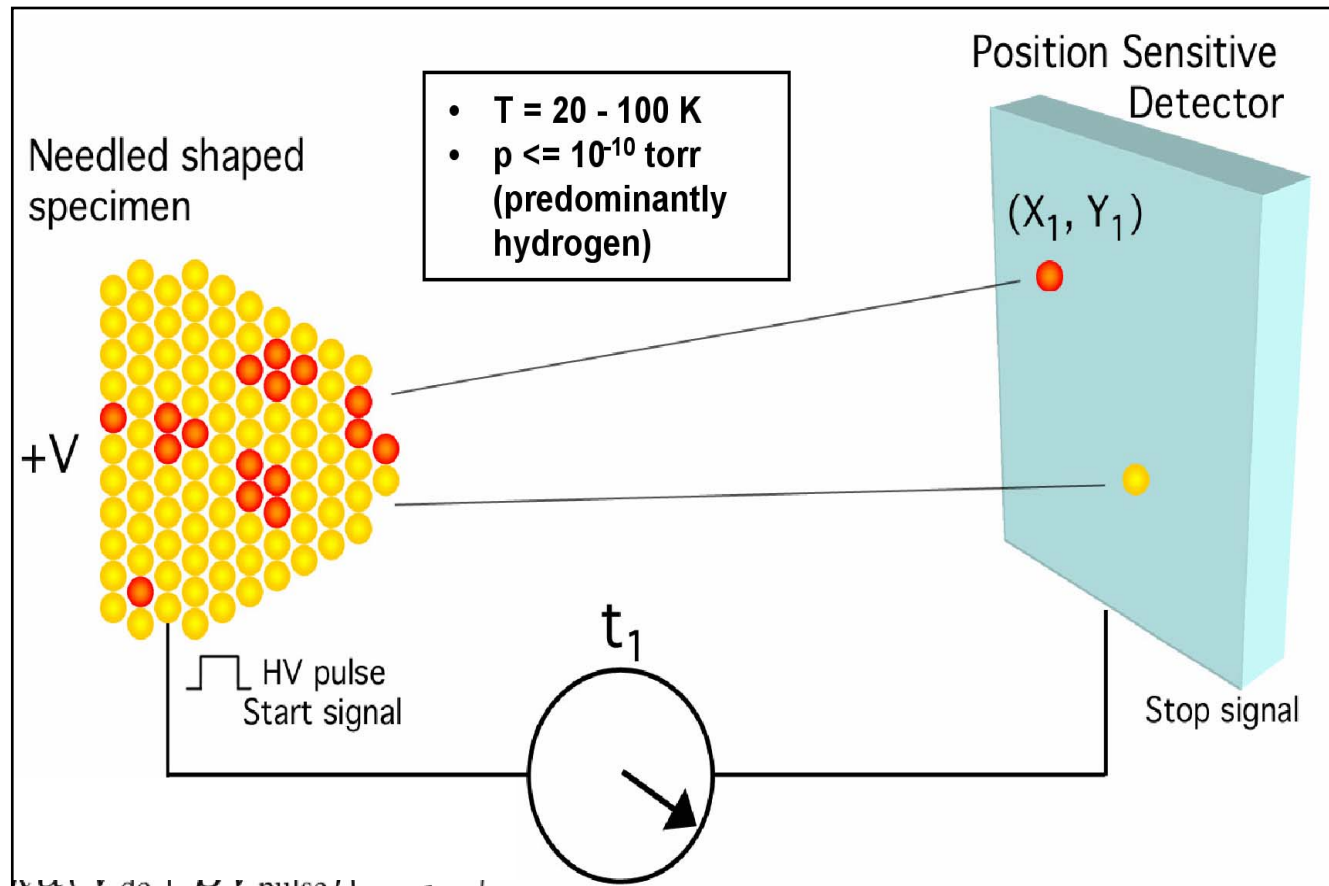 Position Sensitive
Detector
• T = 20 - 100 K
• p <= 10⁻¹⁰ torr
(predominantly
hydrogen)
Needled shaped
specimen
(X₁, Y₁)
+V
t₁
HV pulse
Start signal
Stop signal
pulse